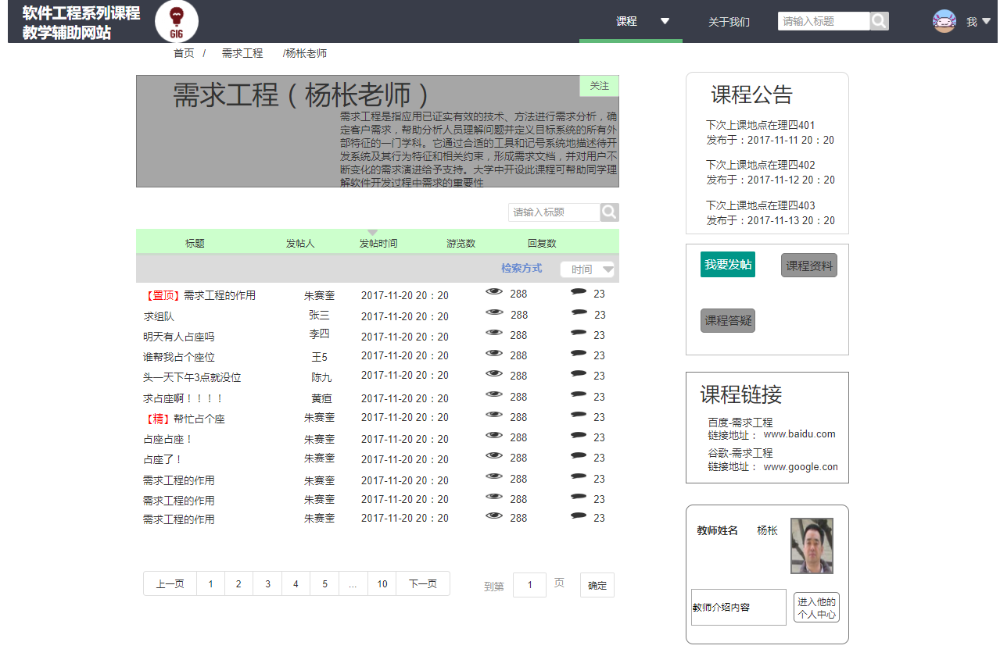 软件工程系列课程
教学辅助网站
G1G
课程
关于我们
请输入标题
我
首页 / 需求工程 /杨枨老师
需求工程（杨枨老师）
关注
需求工程是指应用已证实有效的技术、方法进行需求分析，确
定客户需求，帮助分析人员理解问题并定义目标系统的所有外
部特征的一门学科。它通过合适的工具和记号系统地描述待开
发系统及其行为特征和相关约束，形成需求文档，并对用户不
断变化的需求演进给予支持。大学中开设此课程可帮助同学理
解软件开发过程中需求的重要性
请输入标题
标题 发帖人 发帖时间 游览数 回复数
检索方式 时间
【置顶】需求工程的作用 朱赛奎 2017-11-20 20：20 288 23
求组队 张三 2017-11-20 20：20 288 23
明天有人占座吗 李四 2017-11-20 20：20 288 23
谁帮我占个座位 王5 2017-11-20 20：20 288 23
头一天下午3点就没位 陈九 2017-11-20 20：20 288 23
求占座啊！！！！ 黄疸 2017-11-20 20：20 288 23
【精】帮忙占个座 朱赛奎 2017-11-20 20：20 288 23
占座占座！ 朱赛奎 2017-11-20 20：20 288 23
占座了！ 朱赛奎 2017-11-20 20：20 288 23
需求工程的作用 朱赛奎 2017-11-20 20：20 288 23
需求工程的作用 朱赛奎 2017-11-20 20：20 288 23
需求工程的作用 朱赛奎 2017-11-20 20：20 288 23
上一页 1 2 3 4 5 ... 10 下一页 到第 1 页 确定
课程公告
下次上课地点在理四401
发布于：2017-11-11 20：20
下次上课地点在理四402
发布于：2017-11-12 20：20
下次上课地点在理四403
发布于：2017-11-13 20：20
我要发帖 课程资料
课程答疑
课程链接
百度-需求工程
链接地址： www.baidu.com
谷歌-需求工程
链接地址： www.google.con
教师姓名 杨枨
教师介绍内容
进入他的
个人中心